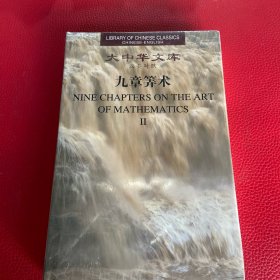 LIBRARY OF CHINESE CLASSICS
CHINESE-ENGLISH
大中华文库
汉英对照
九章筭术
NINE CHAPTERS ON THE ART
OF MATHEMATICS
II